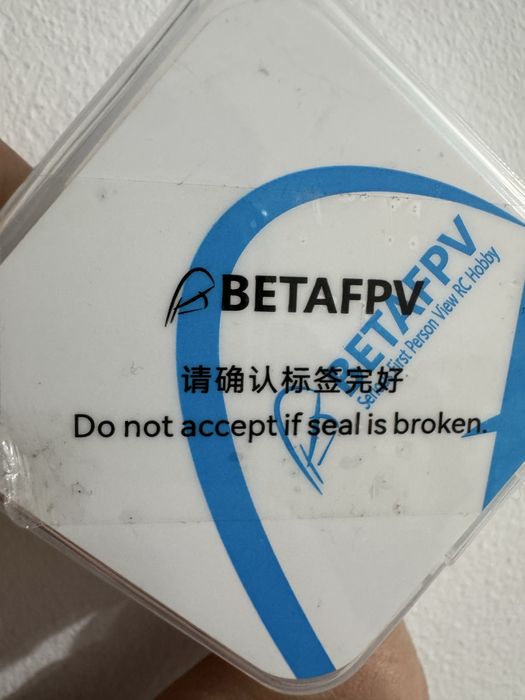 BETAFPV
请确认标签完好
Do not accept if seal is broken.
BETAFPV
First Person View RC Hobby